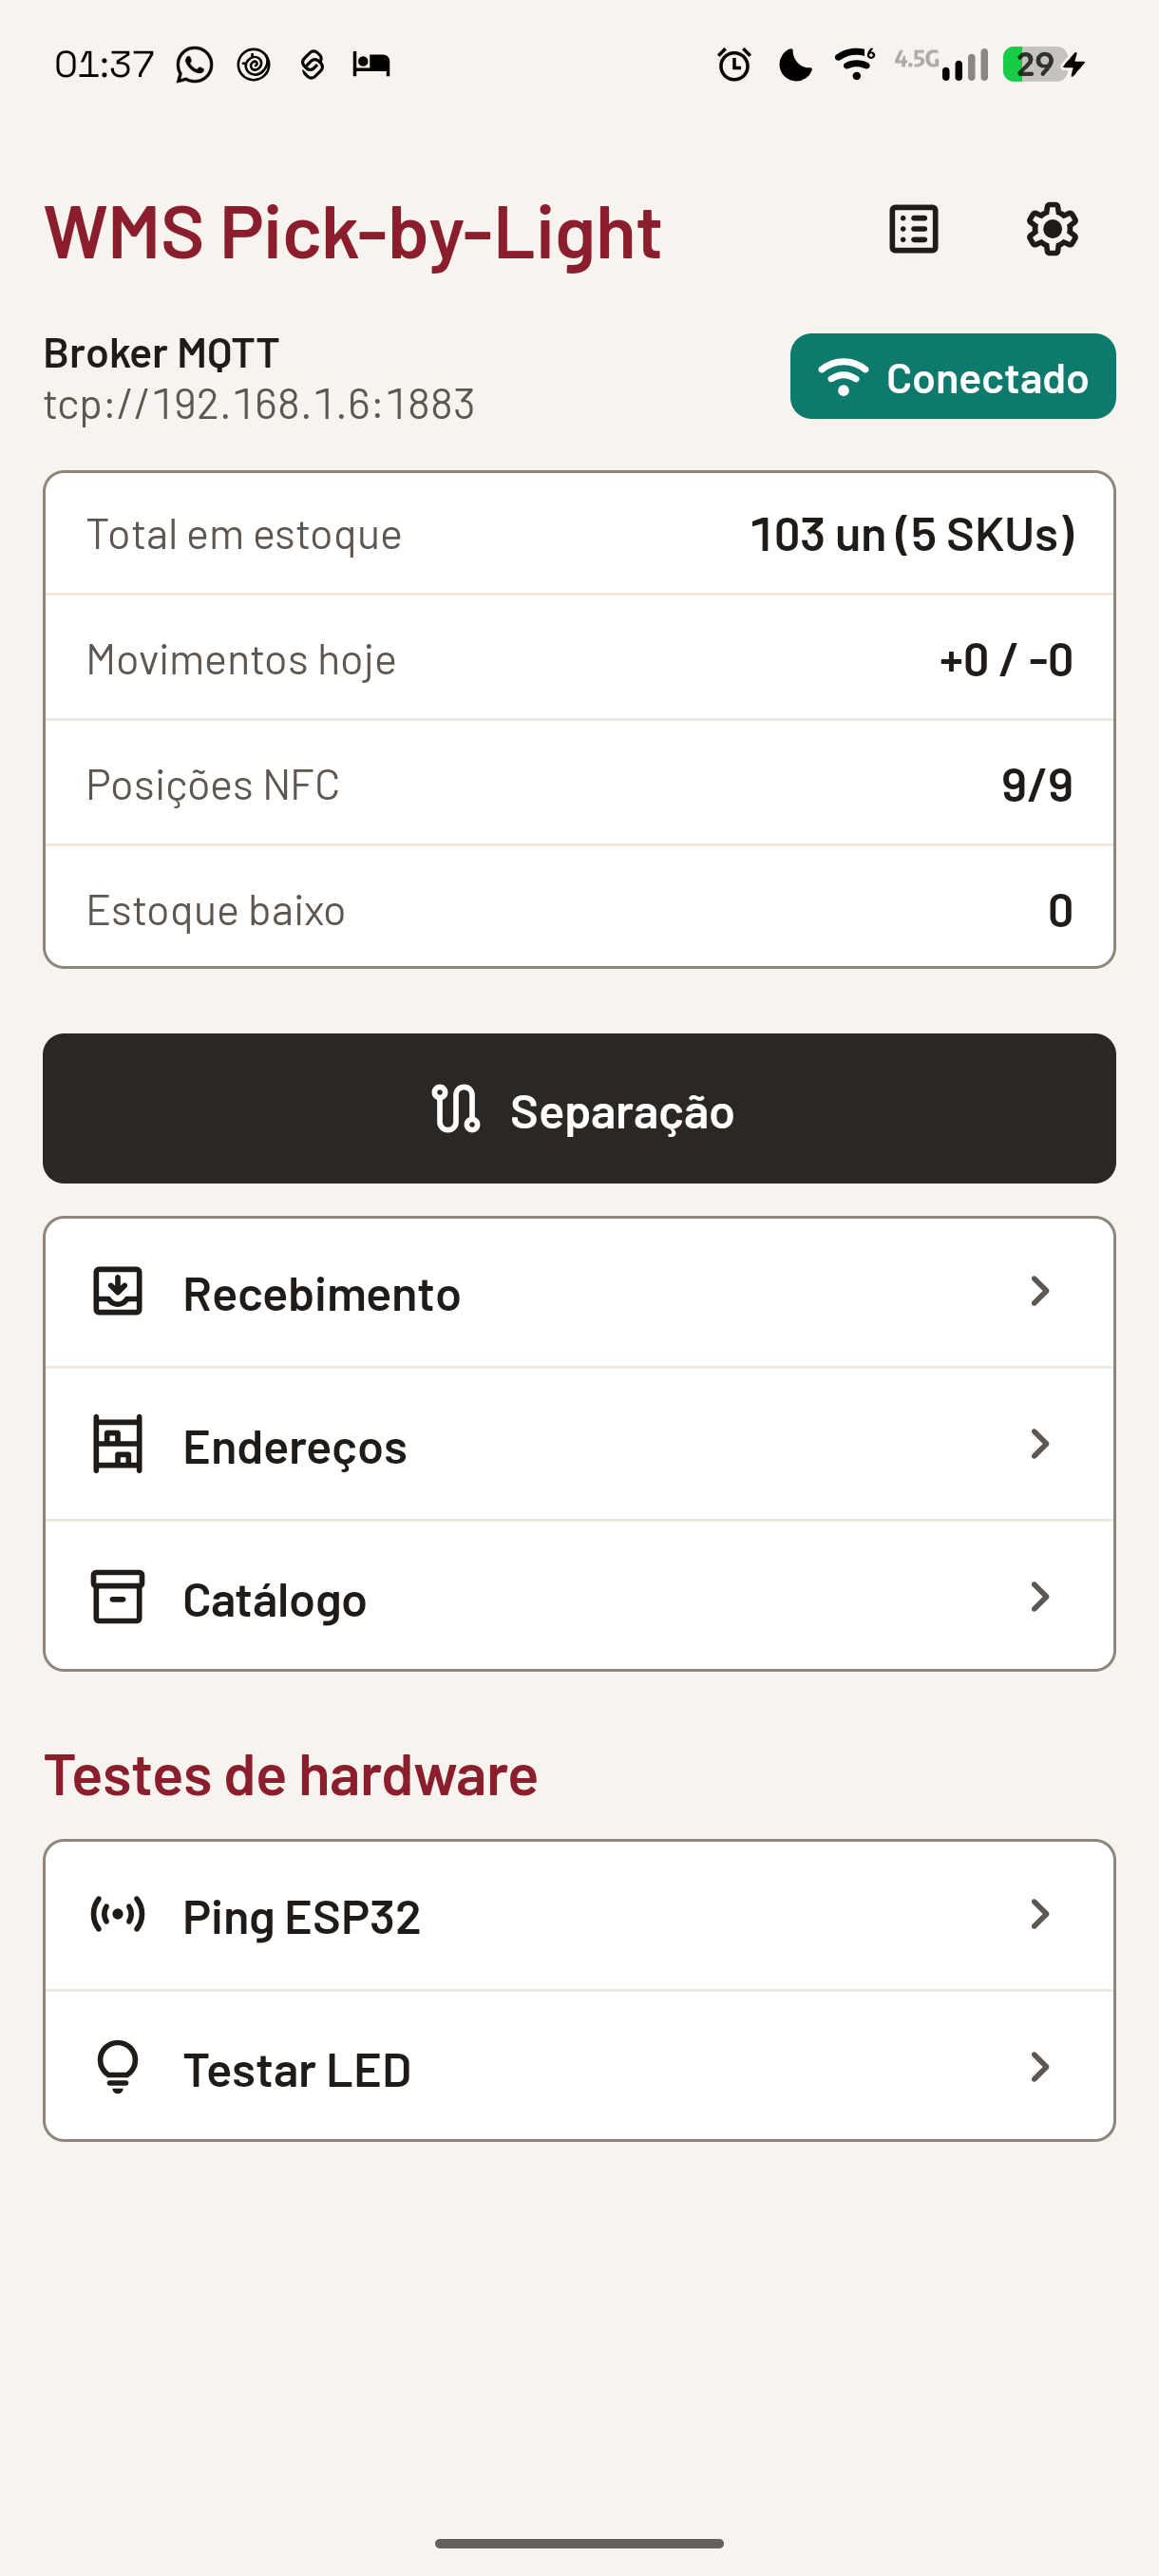 01:37 6 4.5G 29
WMS Pick-by-Light
Broker MQTT
tcp://192.168.1.6:1883
Conectado
Total em estoque 103 un (5 SKUs)
Movimentos hoje +0 / -0
Posições NFC 9/9
Estoque baixo 0
Separação
Recebimento
Endereços
Catálogo
Testes de hardware
Ping ESP32
Testar LED